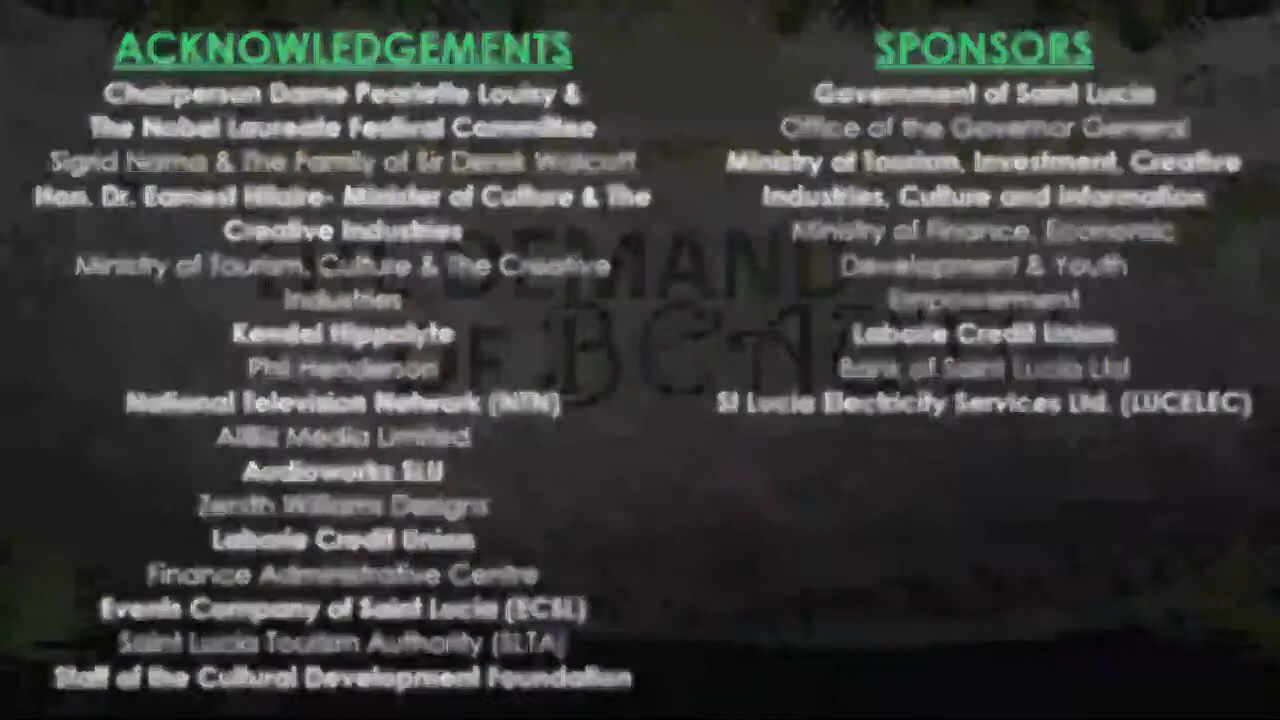 ACKNOWLEDGEMENTS
Chairperson Dame Pearlette Louisy &
The Nobel Laureate Festival Committee
Sigrid Nama & The Family of Sir Derek Walcott
Hon. Dr. Earnest Hilaire- Minister of Culture & The
Creative Industries
Ministry of Tourism, Culture & The Creative
Industries
Kendel Hippolyte
Phil Henderson
National Television Network (NTN)
Media Limited
Audioworks SLU
Zenith Williams Designs
Laborie Credit Union
Finance Administrative Centre
Events Company of Saint Lucia (ECSL)
Saint Lucia Tourism Authority (SLTA)
Staff of the Cultural Development Foundation
SPONSORS
Government of Saint Lucia
Office of the Governor General
Ministry of Tourism, Investment, Creative
Industries, Culture and Information
Ministry of Finance, Economic
Development & Youth
Empowerment
Laborie Credit Union
Bank of Saint Lucia Ltd
St Lucia Electricity Services Ltd. (LUCELEC)
DEMAND
OF